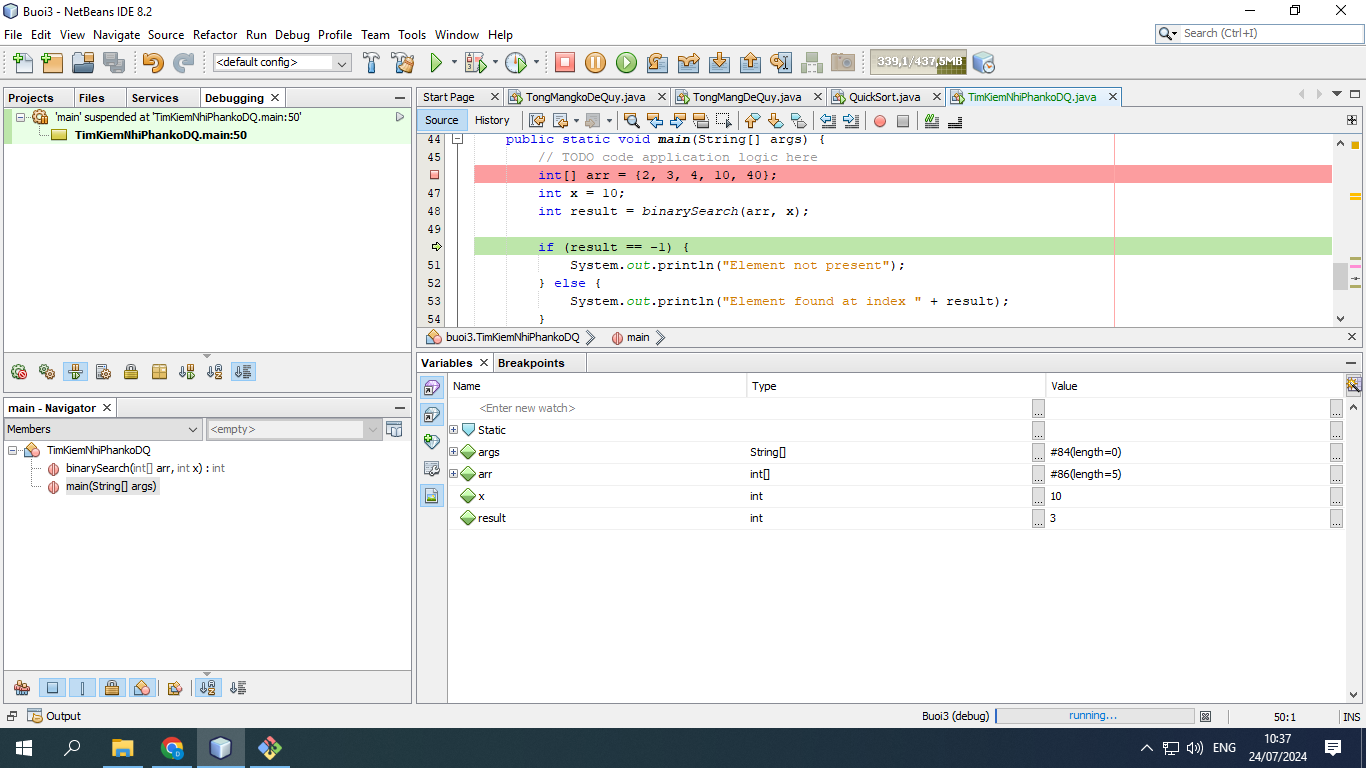 Buoi3 - NetBeans IDE 8.2
File Edit View Navigate Source Refactor Run Debug Profile Team Tools Window Help
Search (Ctrl+I)
<default config>
339,1/437,5MB
Projects Files Services Debugging
'main' suspended at 'TimKiemNhiPhankoDQ.main:50'
TimKiemNhiPhankoDQ.main:50
Start Page TongMangkoDeQuy.java TongMangDeQuy.java QuickSort.java TimKiemNhiPhankoDQ.java
Source History
44 public static void main(String[] args) {
45 // TODO code application logic here
int[] arr = {2, 3, 4, 10, 40};
47 int x = 10;
48 int result = binarySearch(arr, x);
49
if (result == -1) {
51 System.out.println("Element not present");
52 } else {
53 System.out.println("Element found at index " + result);
54 }
buoi3.TimKiemNhiPhankoDQ main
main - Navigator
Members <empty>
TimKiemNhiPhankoDQ
binarySearch(int[] arr, int x) : int
main(String[] args)
Variables Breakpoints
Name Type Value
<Enter new watch> ... ...
Static ... ...
args String[] ... #84(length=0) ...
arr int[] ... #86(length=5) ...
x int ... 10 ...
result int ... 3 ...
Output
Buoi3 (debug) running... 50:1 INS
ENG
10:37
24/07/2024